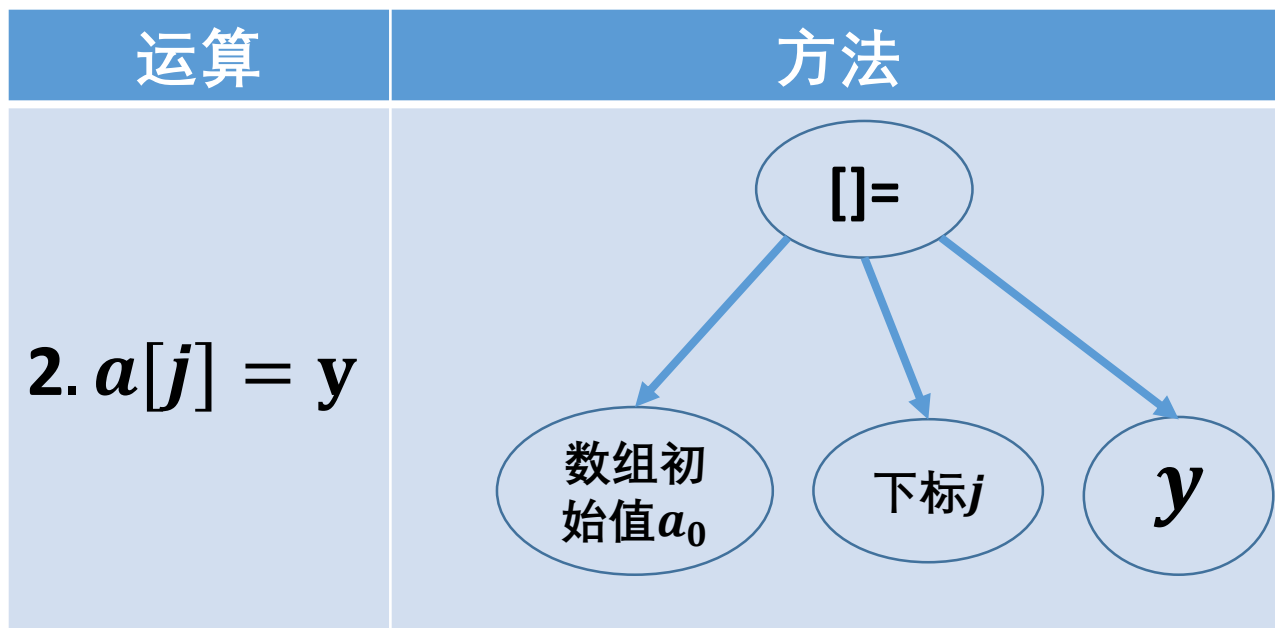 运算
方法
[]=
2. a[j] = y
数组初
始值a₀
下标j
y